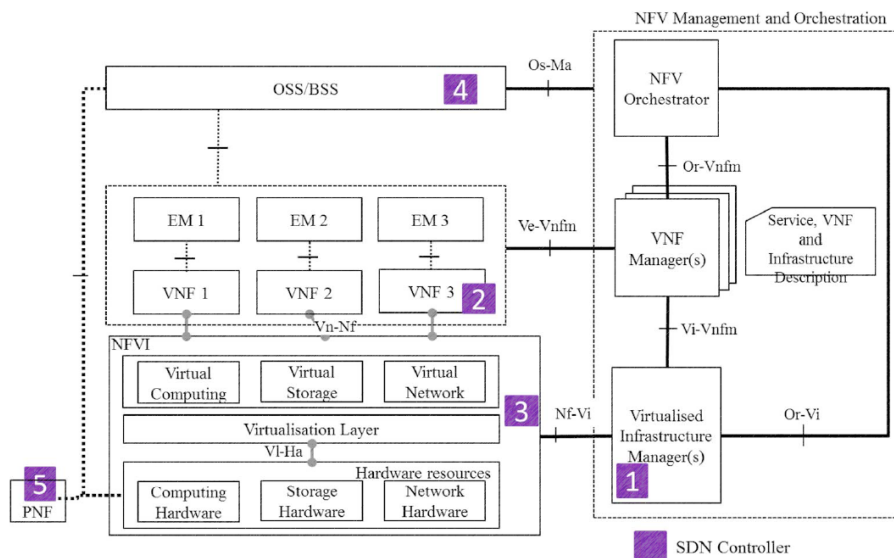 NFV Management and Orchestration
OSS/BSS
4
Os-Ma
NFV
Orchestrator
Or-Vnfm
EM 1
EM 2
EM 3
Ve-Vnfm
VNF
Manager(s)
Service, VNF
and
Infrastructure
Description
VNF 1
VNF 2
VNF 3
2
Vn-Nf
NFVI
Vi-Vnfm
Virtual
Computing
Virtual
Storage
Virtual
Network
3
Nf-Vi
Virtualised
Infrastructure
Manager(s)
1
Or-Vi
Virtualisation Layer
Vl-Ha
Hardware resources
Computing
Hardware
Storage
Hardware
Network
Hardware
5
PNF
SDN Controller